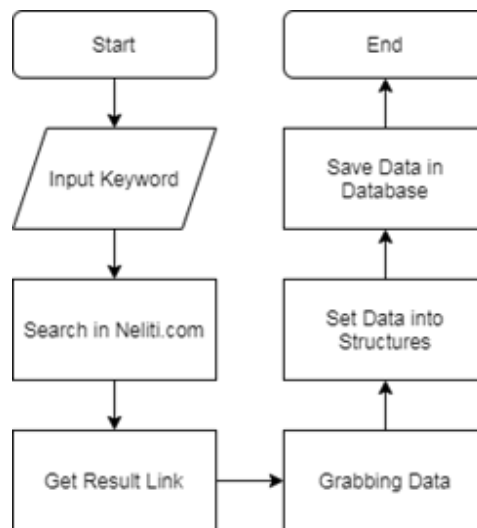 Start
Input Keyword
Search in Neliti.com
Get Result Link
Grabbing Data
Set Data into
Structures
Save Data in
Database
End